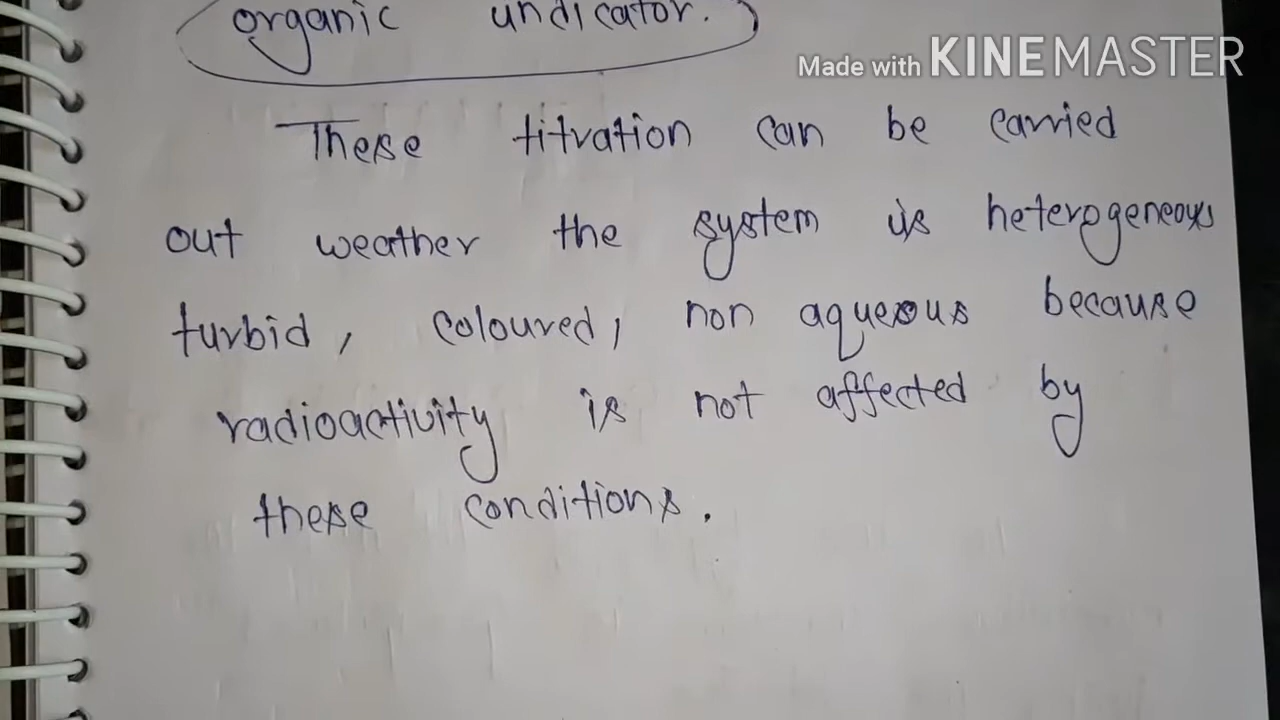 organic indicator.
Made with KINEMASTER
These titration can be carried
out weather the system is heterogeneous
turbid, coloured, non aqueous because
radioactivity is not affected by
these conditions.